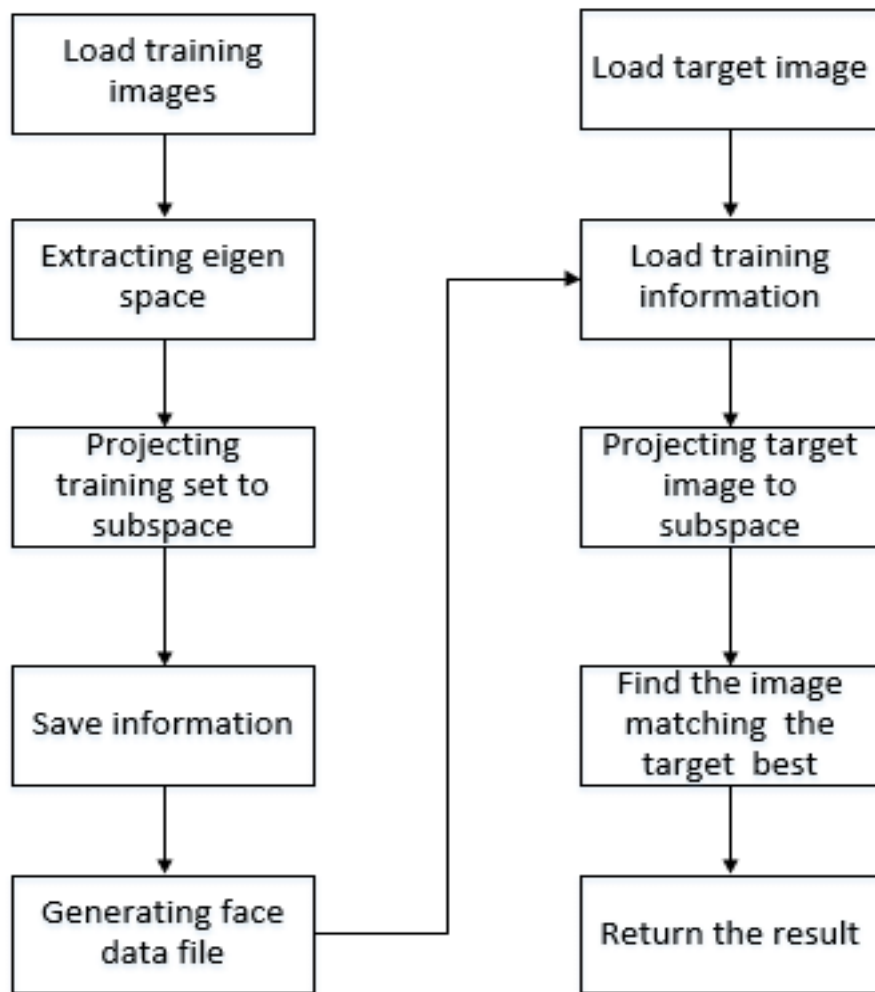 Load training
images
Extracting eigen
space
Projecting
training set to
subspace
Save information
Generating face
data file
Load target image
Load training
information
Projecting target
image to
subspace
Find the image
matching the
target best
Return the result